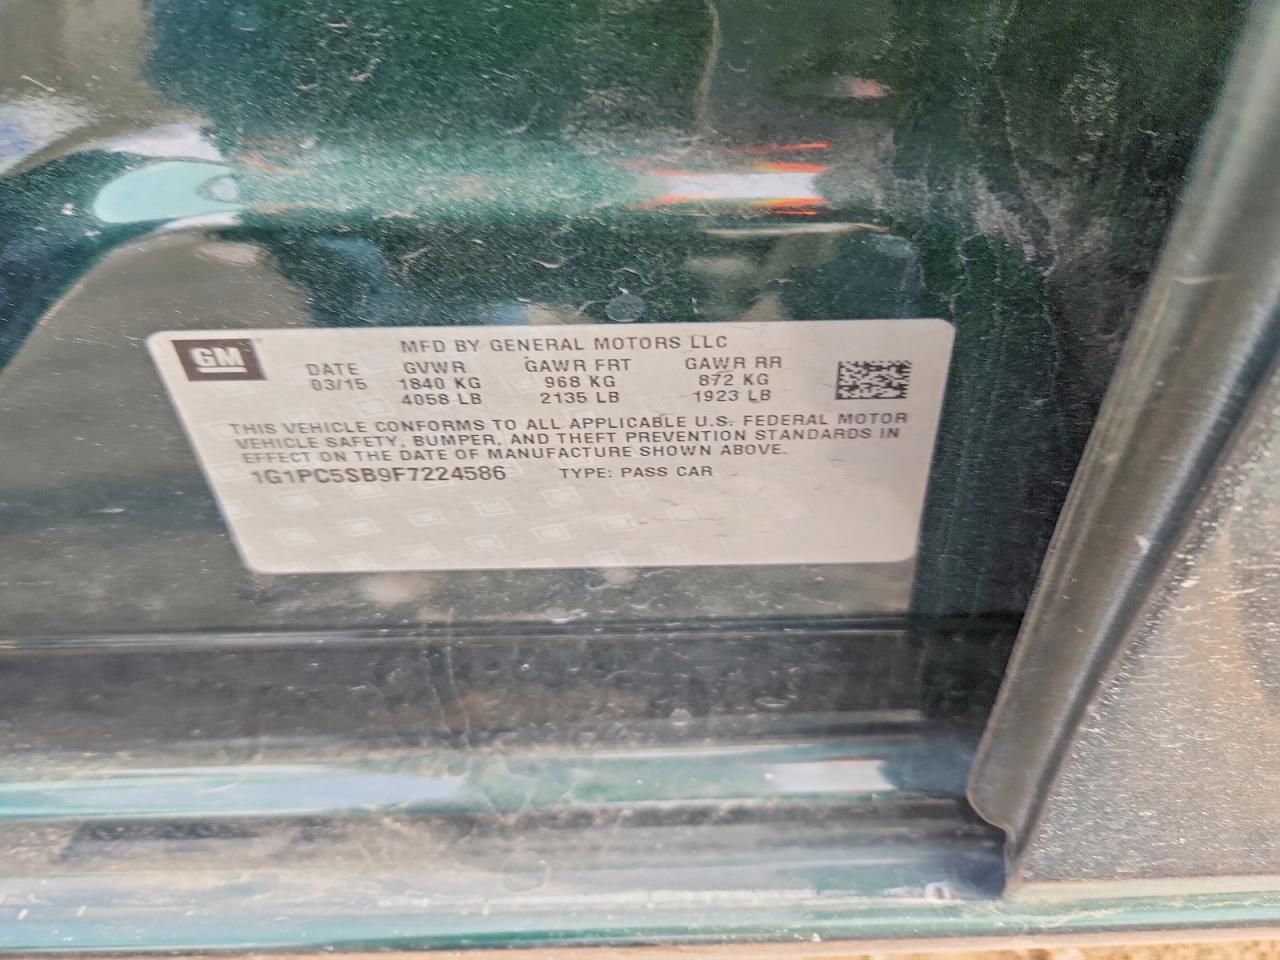 GM
MFD BY GENERAL MOTORS LLC
DATE GVWR GAWR FRT GAWR RR
03/15 1840 KG 968 KG 872 KG
4058 LB 2135 LB 1923 LB
THIS VEHICLE CONFORMS TO ALL APPLICABLE U.S. FEDERAL MOTOR
VEHICLE SAFETY, BUMPER, AND THEFT PREVENTION STANDARDS IN
EFFECT ON THE DATE OF MANUFACTURE SHOWN ABOVE.
1G1PC5SB9F7224586 TYPE: PASS CAR